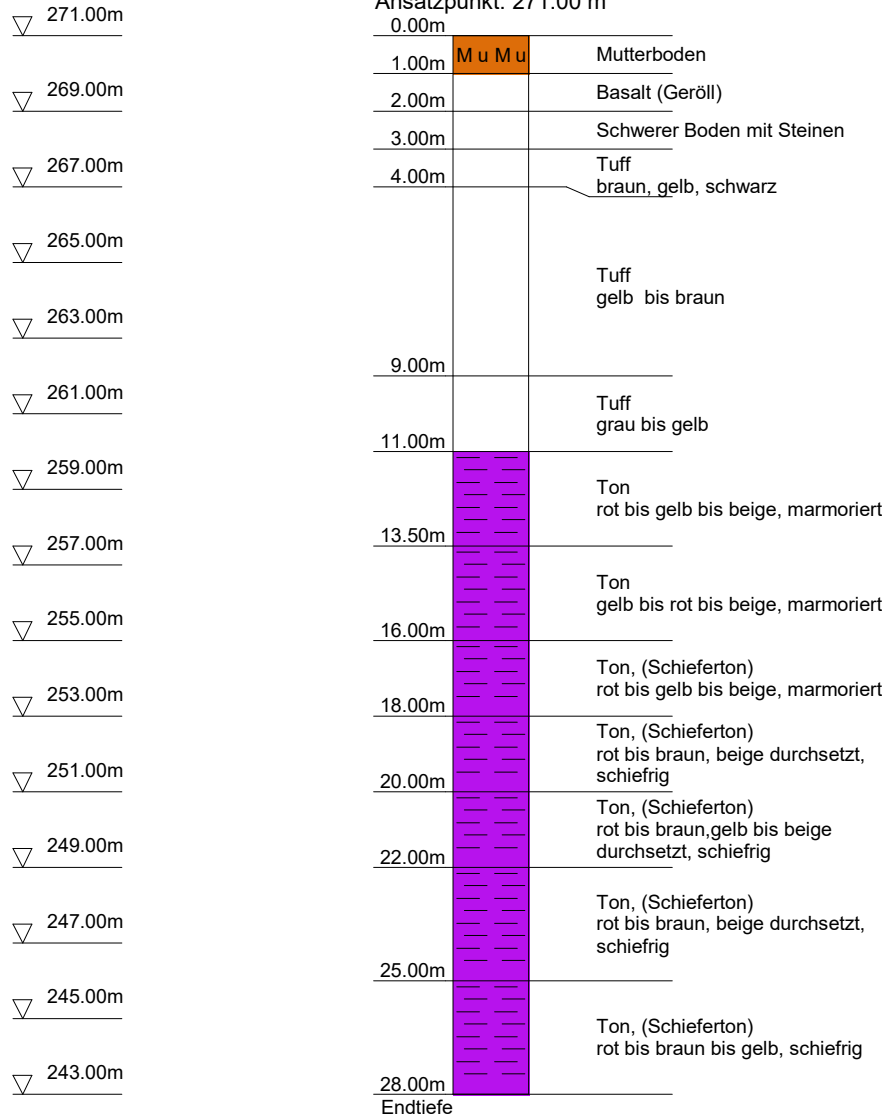 Ansatzpunkt: 271.00 m
271.00m
0.00m
M u M u
Mutterboden
1.00m
269.00m
Basalt (Geröll)
2.00m
Schwerer Boden mit Steinen
3.00m
267.00m
Tuff
braun, gelb, schwarz
4.00m
265.00m
Tuff
gelb bis braun
263.00m
9.00m
261.00m
Tuff
grau bis gelb
11.00m
259.00m
Ton
rot bis gelb bis beige, marmoriert
13.50m
257.00m
Ton
gelb bis rot bis beige, marmoriert
255.00m
16.00m
Ton, (Schieferton)
rot bis gelb bis beige, marmoriert
253.00m
18.00m
Ton, (Schieferton)
rot bis braun, beige durchsetzt,
schiefrig
251.00m
20.00m
Ton, (Schieferton)
rot bis braun,gelb bis beige
durchsetzt, schiefrig
249.00m
22.00m
Ton, (Schieferton)
rot bis braun, beige durchsetzt,
schiefrig
247.00m
25.00m
245.00m
Ton, (Schieferton)
rot bis braun bis gelb, schiefrig
243.00m
28.00m
Endtiefe